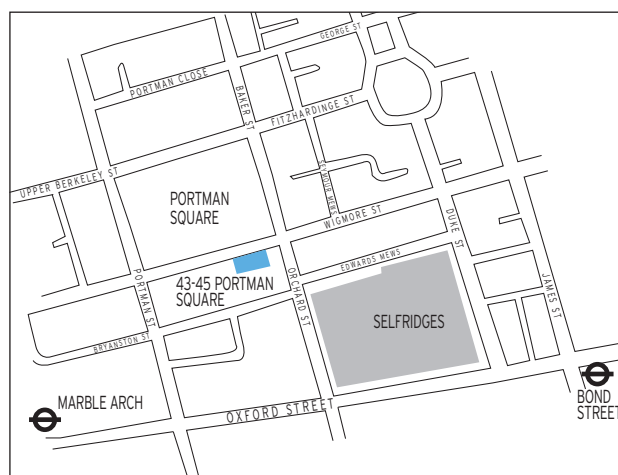 GEORGE ST
PORTMAN CLOSE
BAKER ST
FITZHARDINGE ST
UPPER BERKELEY ST
SEYMOUR MEWS
PORTMAN
SQUARE
WIGMORE ST
DUKE ST
EDWARDS MEWS
43-45 PORTMAN
SQUARE
PORTMAN ST
ORCHARD ST
JAMES ST
SELFRIDGES
BRYANSTON ST
MARBLE ARCH
OXFORD STREET
BOND
STREET